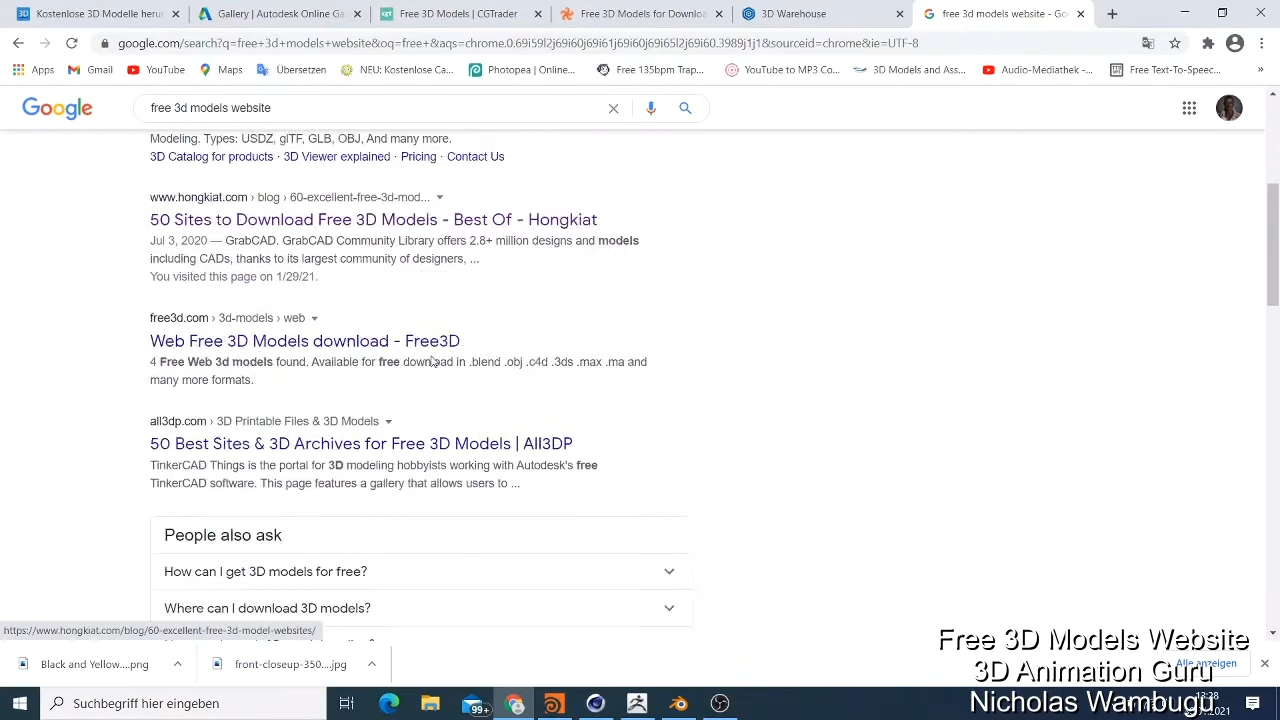 3D Kostenlose 3D Modelle heru
Gallery | Autodesk Online Ga
Free 3D Models | CGTrader
Free 3D Models for Downlo
3D Warehouse
free 3d models website - Go
google.com/search?q=free+3d+models+website&oq=free+&aqs=chrome.0.69i59j0i69i60j69i61j69i60j69i65l2j69i60.3989j1j1&sourceid=chrome&ie=UTF-8
Apps
Gmail
YouTube
Maps
Übersetzen
NEU: Kostenlose Ca...
Photopea | Online...
Free 135bpm Trap...
YouTube to MP3 Co...
3D Models and Ass...
Audio-Mediathek -...
Free Text-To-Speec...
»
Google
free 3d models website
Modeling. Types: USDZ, glTF, GLB, OBJ, And many more.
3D Catalog for products · 3D Viewer explained · Pricing · Contact Us
www.hongkiat.com › blog › 60-excellent-free-3d-mod...
50 Sites to Download Free 3D Models - Best Of - Hongkiat
Jul 3, 2020 — GrabCAD. GrabCAD Community Library offers 2.8+ million designs and models
including CADs, thanks to its largest community of designers, ...
You visited this page on 1/29/21.
free3d.com › 3d-models › web
Web Free 3D Models download - Free3D
4 Free Web 3d models found. Available for free download in .blend .obj .c4d .3ds .max .ma and
many more formats.
all3dp.com › 3D Printable Files & 3D Models
50 Best Sites & 3D Archives for Free 3D Models | All3DP
TinkerCAD Things is the portal for 3D modeling hobbyists working with Autodesk's free
TinkerCAD software. This page features a gallery that allows users to ...
People also ask
How can I get 3D models for free?
Where can I download 3D models?
https://www.hongkiat.com/blog/60-excellent-free-3d-model-websites/
Black and Yellow....png
front-closeup-350....jpg
Alle anzeigen
Free 3D Models Website
3D Animation Guru
Nicholas Wambugu
Suchbegriff hier eingeben
99+